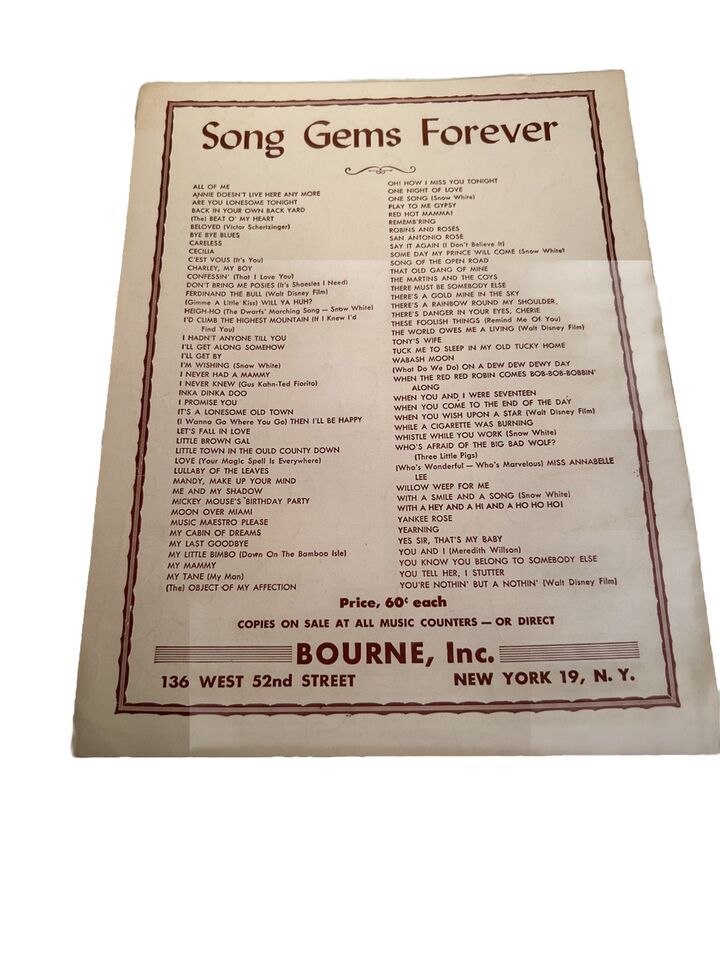 Song Gems Forever
ALL OF ME
ANNIE DOESN'T LIVE HERE ANY MORE
ARE YOU LONESOME TONIGHT
BACK IN YOUR OWN BACK YARD
(The) BEAT O' MY HEART
BELOVED (Victor Schertzinger)
BYE BYE BLUES
CARELESS
CECILIA
C'EST VOUS (It's You)
CHARLEY, MY BOY
CONFESSIN' (That I Love You)
DON'T BRING ME POSIES (It's Shoesies I Need)
FERDINAND THE BULL (Walt Disney Film)
(Gimme A Little Kiss) WILL YA HUH?
HEIGH-HO (The Dwarfs' Marching Song — Snow White)
I'D CLIMB THE HIGHEST MOUNTAIN (If I Knew I'd
Find You)
I HADN'T ANYONE TILL YOU
I'LL GET ALONG SOMEHOW
I'LL GET BY
I'M WISHING (Snow White)
I NEVER HAD A MAMMY
I NEVER KNEW (Gus Kahn-Ted Fiorito)
INKA DINKA DOO
I PROMISE YOU
IT'S A LONESOME OLD TOWN
(I Wanna Go Where You Go) THEN I'LL BE HAPPY
LET'S FALL IN LOVE
LITTLE BROWN GAL
LITTLE TOWN IN THE OULD COUNTY DOWN
LOVE (Your Magic Spell Is Everywhere)
LULLABY OF THE LEAVES
MANDY, MAKE UP YOUR MIND
ME AND MY SHADOW
MICKEY MOUSE'S BIRTHDAY PARTY
MOON OVER MIAMI
MUSIC MAESTRO PLEASE
MY CABIN OF DREAMS
MY LAST GOODBYE
MY LITTLE BIMBO (Down On The Bamboo Isle)
MY MAMMY
MY TANE (My Man)
(The) OBJECT OF MY AFFECTION
OH! HOW I MISS YOU TONIGHT
ONE NIGHT OF LOVE
ONE SONG (Snow White)
PLAY TO ME GYPSY
RED HOT MAMMA!
REMEMB'RING
ROBINS AND ROSES
SAN ANTONIO ROSE
SAY IT AGAIN (I Don't Believe It)
SOME DAY MY PRINCE WILL COME (Snow White)
SONG OF THE OPEN ROAD
THAT OLD GANG OF MINE
THE MARTINS AND THE COYS
THERE MUST BE SOMEBODY ELSE
THERE'S A GOLD MINE IN THE SKY
THERE'S A RAINBOW ROUND MY SHOULDER
THERE'S DANGER IN YOUR EYES, CHERIE
THESE FOOLISH THINGS (Remind Me Of You)
THE WORLD OWES ME A LIVING (Walt Disney Film)
TONY'S WIFE
TUCK ME TO SLEEP IN MY OLD TUCKY HOME
WABASH MOON
(What Do We Do) ON A DEW DEW DEWY DAY
WHEN THE RED RED ROBIN COMES BOB-BOB-BOBBIN'
ALONG
WHEN YOU AND I WERE SEVENTEEN
WHEN YOU COME TO THE END OF THE DAY
WHEN YOU WISH UPON A STAR (Walt Disney Film)
WHILE A CIGARETTE WAS BURNING
WHISTLE WHILE YOU WORK (Snow White)
WHO'S AFRAID OF THE BIG BAD WOLF?
(Three Little Pigs)
(Who's Wonderful — Who's Marvelous) MISS ANNABELLE
LEE
WILLOW WEEP FOR ME
WITH A SMILE AND A SONG (Snow White)
WITH A HEY AND A HI AND A HO HO HO!
YANKEE ROSE
YEARNING
YES SIR, THAT'S MY BABY
YOU AND I (Meredith Willson)
YOU KNOW YOU BELONG TO SOMEBODY ELSE
YOU TELL HER, I STUTTER
YOU'RE NOTHIN' BUT A NOTHIN' (Walt Disney Film)
Price, 60¢ each
COPIES ON SALE AT ALL MUSIC COUNTERS — OR DIRECT
BOURNE, Inc.
136 WEST 52nd STREET NEW YORK 19, N. Y.